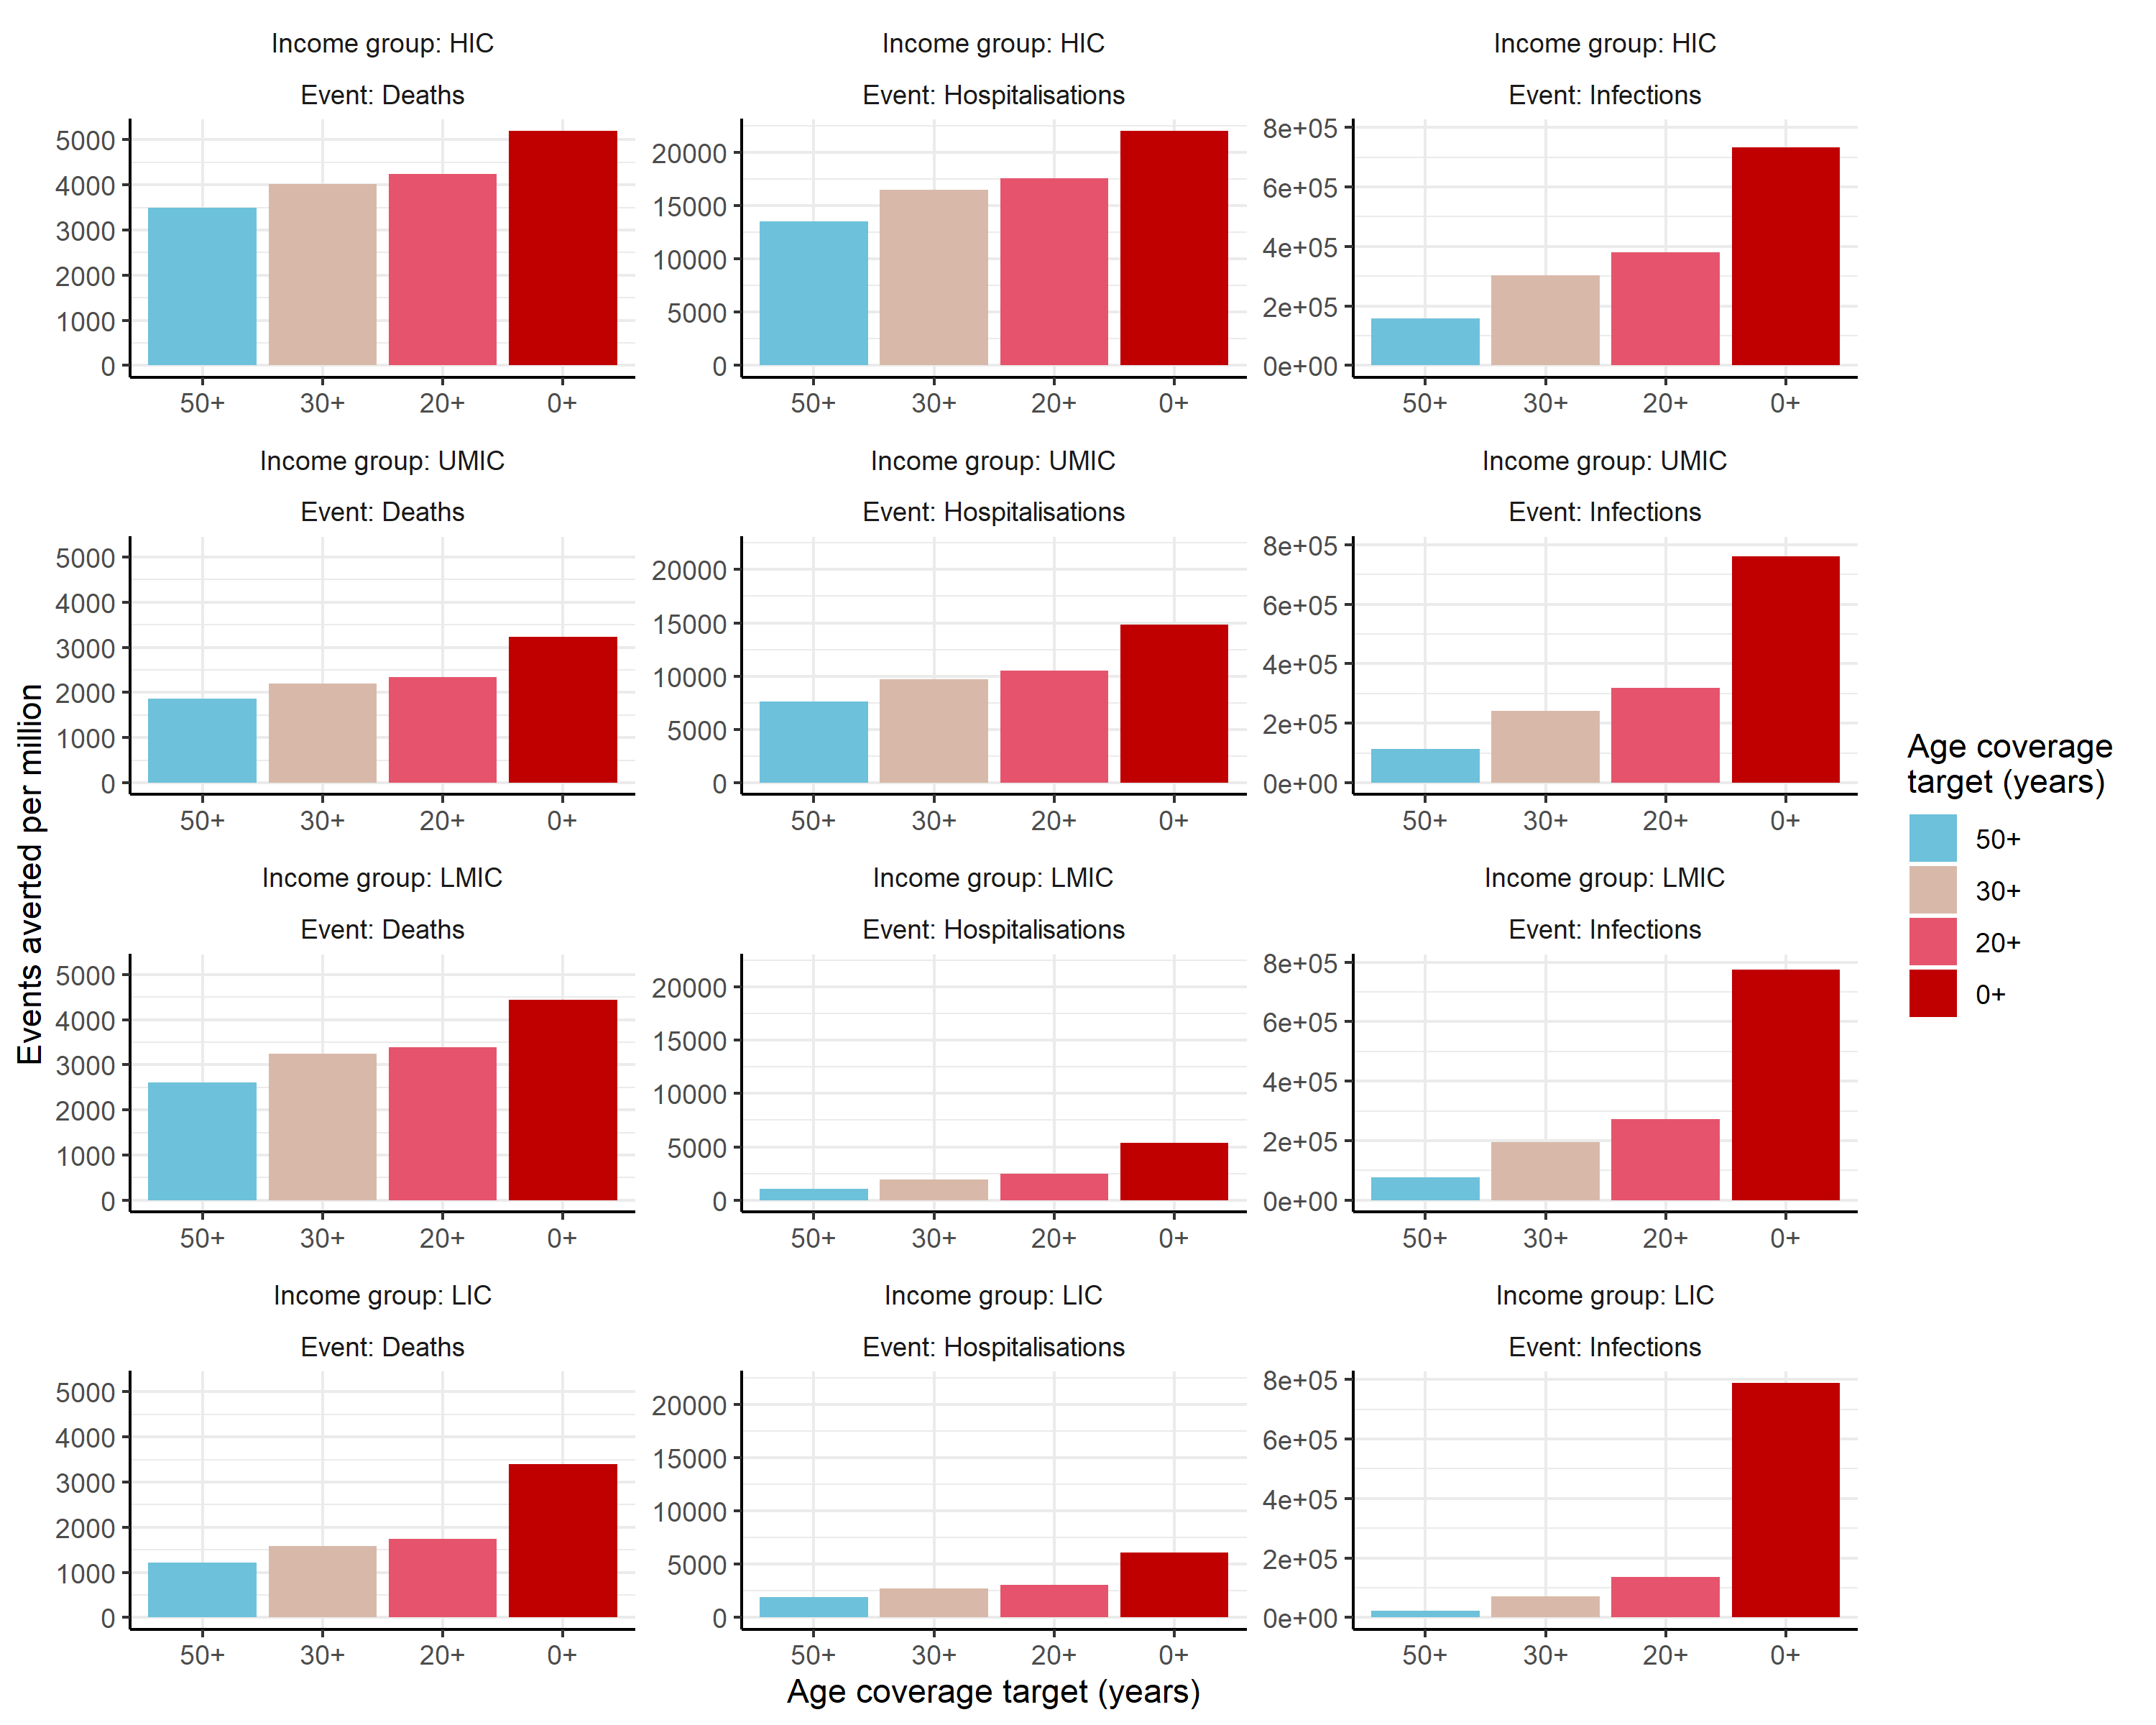 Income group: HIC
Income group: HIC
Income group: HIC
Event: Deaths
Event: Hospitalisations
Event: Infections
5000
4000
3000
2000
1000
0
50+ 30+ 20+ 0+
20000
15000
10000
5000
0
50+ 30+ 20+ 0+
8e+05
6e+05
4e+05
2e+05
0e+00
50+ 30+ 20+ 0+
Income group: UMIC
Income group: UMIC
Income group: UMIC
Event: Deaths
Event: Hospitalisations
Event: Infections
5000
4000
3000
2000
1000
0
50+ 30+ 20+ 0+
20000
15000
10000
5000
0
50+ 30+ 20+ 0+
8e+05
6e+05
4e+05
2e+05
0e+00
50+ 30+ 20+ 0+
Income group: LMIC
Income group: LMIC
Income group: LMIC
Event: Deaths
Event: Hospitalisations
Event: Infections
5000
4000
3000
2000
1000
0
50+ 30+ 20+ 0+
20000
15000
10000
5000
0
50+ 30+ 20+ 0+
8e+05
6e+05
4e+05
2e+05
0e+00
50+ 30+ 20+ 0+
Income group: LIC
Income group: LIC
Income group: LIC
Event: Deaths
Event: Hospitalisations
Event: Infections
5000
4000
3000
2000
1000
0
50+ 30+ 20+ 0+
20000
15000
10000
5000
0
50+ 30+ 20+ 0+
8e+05
6e+05
4e+05
2e+05
0e+00
50+ 30+ 20+ 0+
Events averted per million
Age coverage target (years)
Age coverage
target (years)
50+
30+
20+
0+